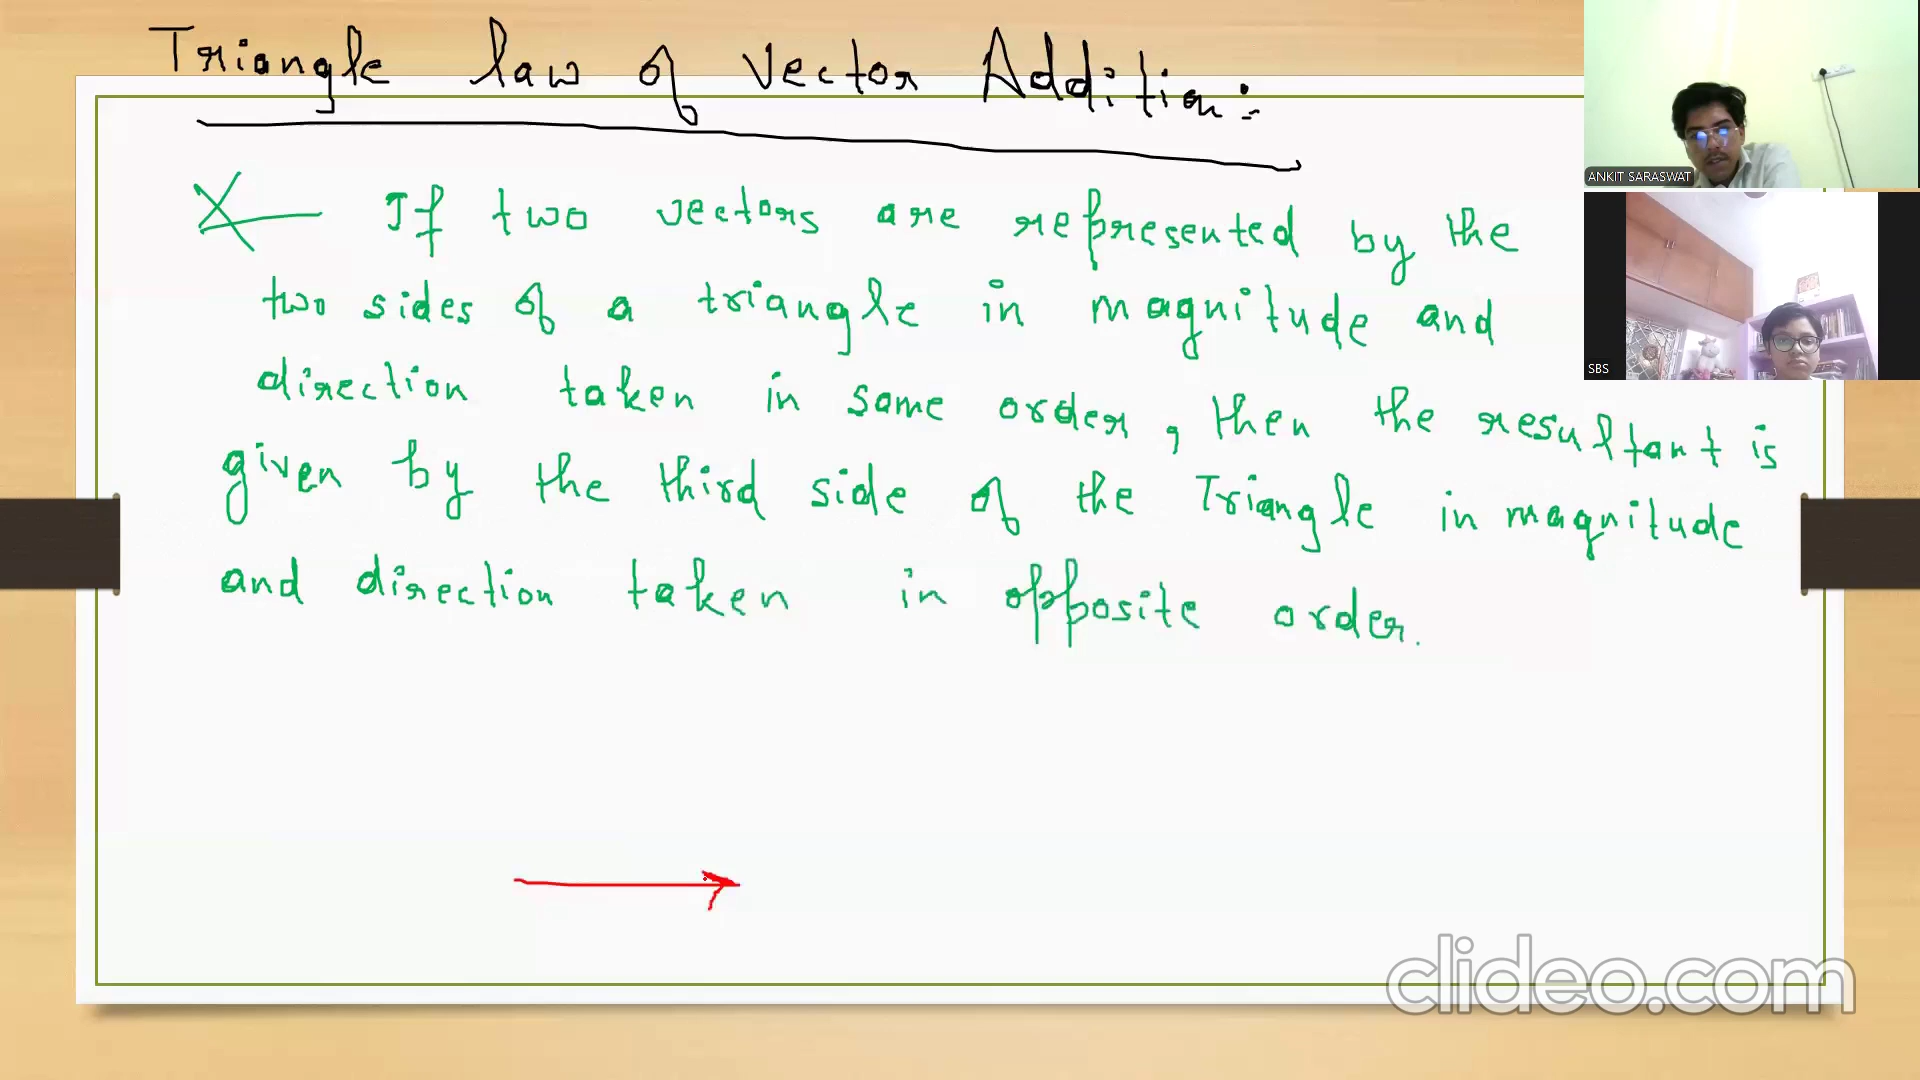 Triangle law of vector Addition:-
If two vectors are represented by the
two sides of a triangle in magnitude and
direction taken in same order, then the resultant is
given by the third side of the Triangle in magnitude
and direction taken in opposite order.
ANKIT SARASWAT
SBS
clideo.com